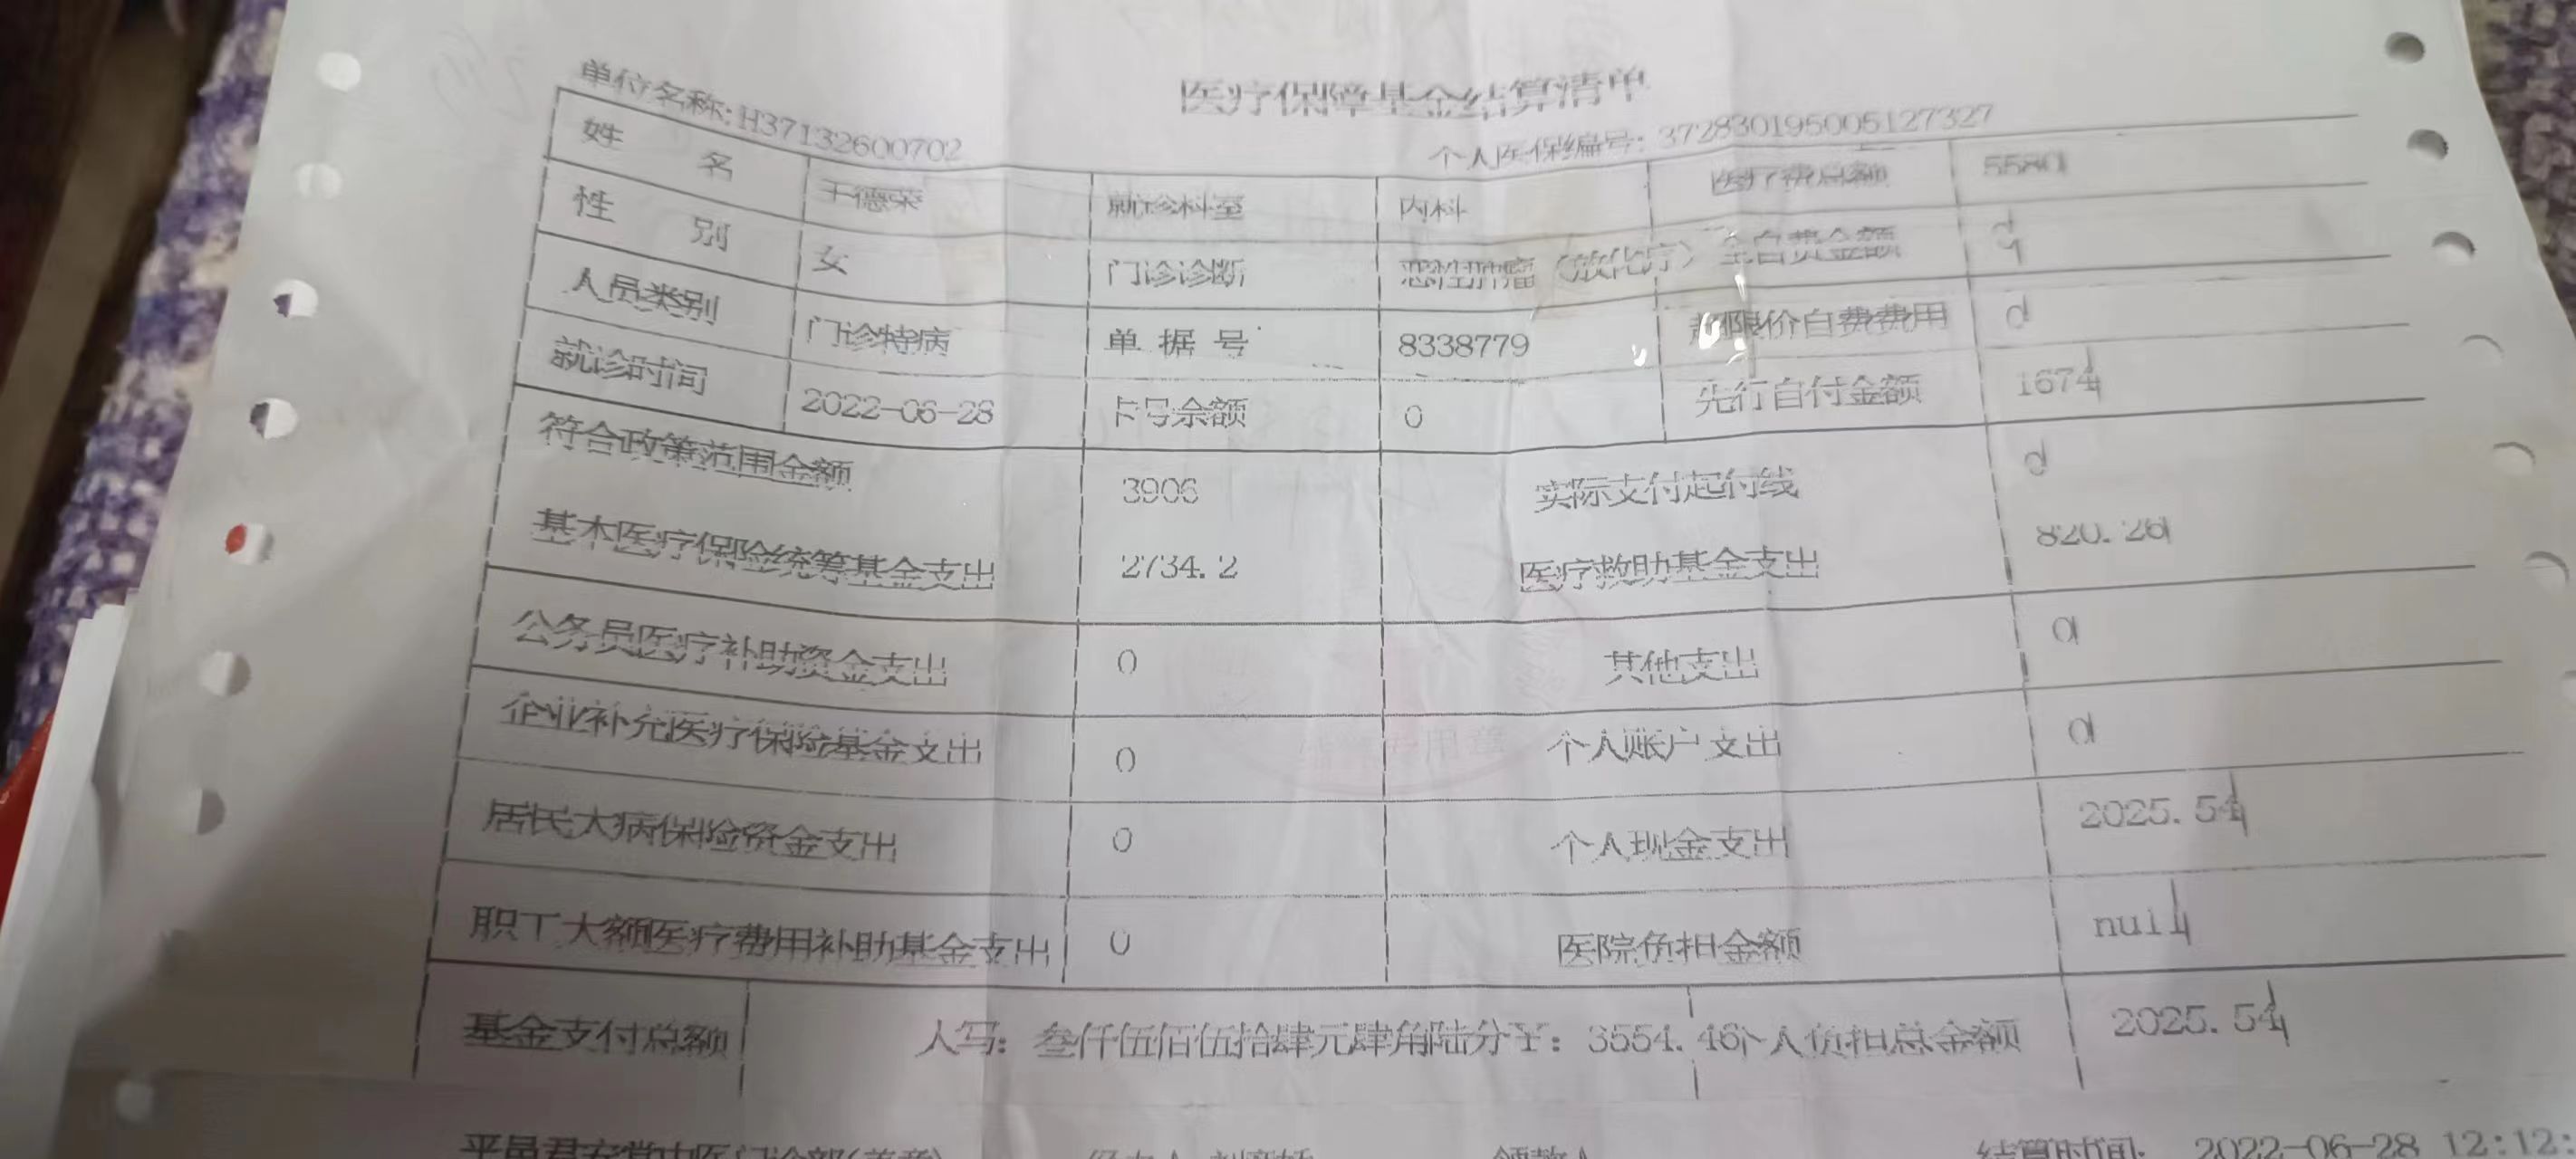 医疗保障基金结算清单
单位名称:H37132600702 个人医保编号: 372830195005127327
姓 名 王德荣 就诊科室 内科 医疗费总额 5580
性 别 女 门诊诊断 恶性肿瘤（放化疗） 全自费金额 0
人员类别 门诊特病 单 据 号 8338779 超限价自费费用 0
就诊时间 2022-06-28 卡号余额 0 先行自付金额 1674
符合政策范围金额 3906 实际支付起付线 0
基本医疗保险统筹基金支出 2734.2 医疗救助基金支出 820.26
公务员医疗补助资金支出 0 其他支出 0
企业补充医疗保险基金支出 0 个人账户支出 0
居民大病保险资金支出 0 个人现金支出 2025.54
职工大额医疗费用补助基金支出 0 医院负担金额 null
基金支付总额 大写: 叁仟伍佰伍拾肆元肆角陆分 ￥: 3554.46 个人负担总金额 2025.54
平邑君安堂中医门诊部(盖章) 经办人 领款人 结算时间: 2022-06-28 12:12: